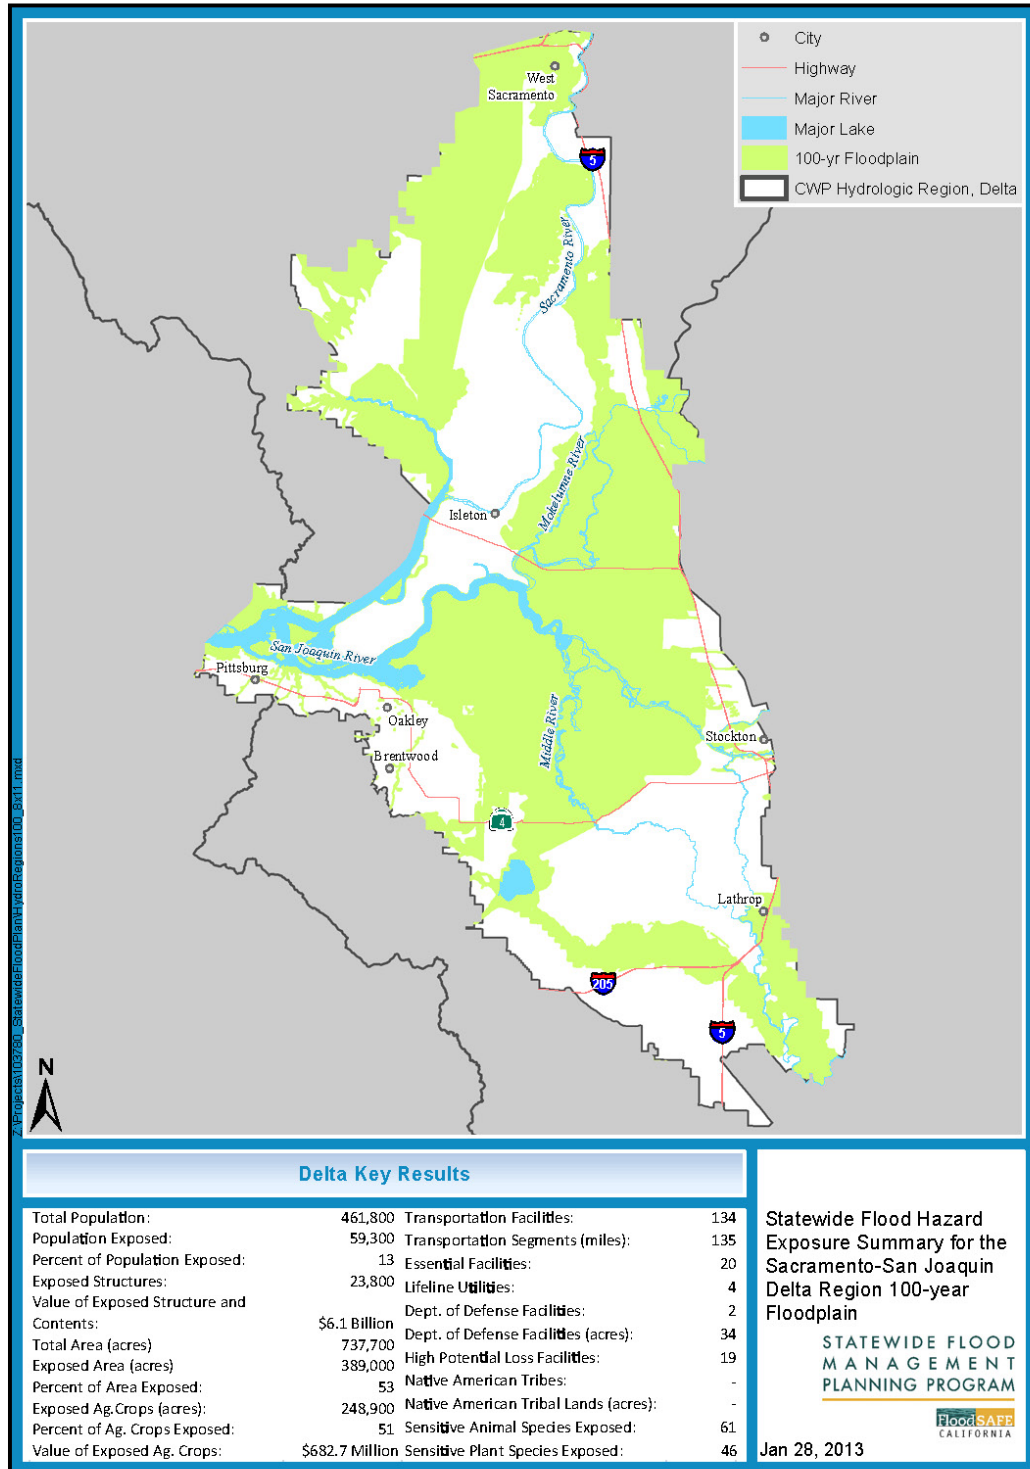 City
Highway
Major River
Major Lake
100-yr Floodplain
CWP Hydrologic Region, Delta
West
Sacramento
5
Sacramento River
Mokelumne River
Isleton
San Joaquin River
Pittsburg
Oakley
Brentwood
Middle River
Stockton
4
Lathrop
205
5
N
Z:\Projects\103780_StatewideFloodPlan\HydroRegions100_8x11.mxd
Delta Key Results
Total Population: 461,800
Population Exposed: 59,300
Percent of Population Exposed: 13
Exposed Structures: 23,800
Value of Exposed Structure and
Contents: $6.1 Billion
Total Area (acres) 737,700
Exposed Area (acres) 389,000
Percent of Area Exposed: 53
Exposed Ag.Crops (acres): 248,900
Percent of Ag. Crops Exposed: 51
Value of Exposed Ag. Crops: $682.7 Million
Transportation Facilities: 134
Transportation Segments (miles): 135
Essential Facilities: 20
Lifeline Utilities: 4
Dept. of Defense Facilities: 2
Dept. of Defense Facilities (acres): 34
High Potential Loss Facilities: 19
Native American Tribes: -
Native American Tribal Lands (acres): -
Sensitive Animal Species Exposed: 61
Sensitive Plant Species Exposed: 46
Statewide Flood Hazard
Exposure Summary for the
Sacramento-San Joaquin
Delta Region 100-year
Floodplain
STATEWIDE FLOOD
MANAGEMENT
PLANNING PROGRAM
FloodSAFE
CALIFORNIA
Jan 28, 2013